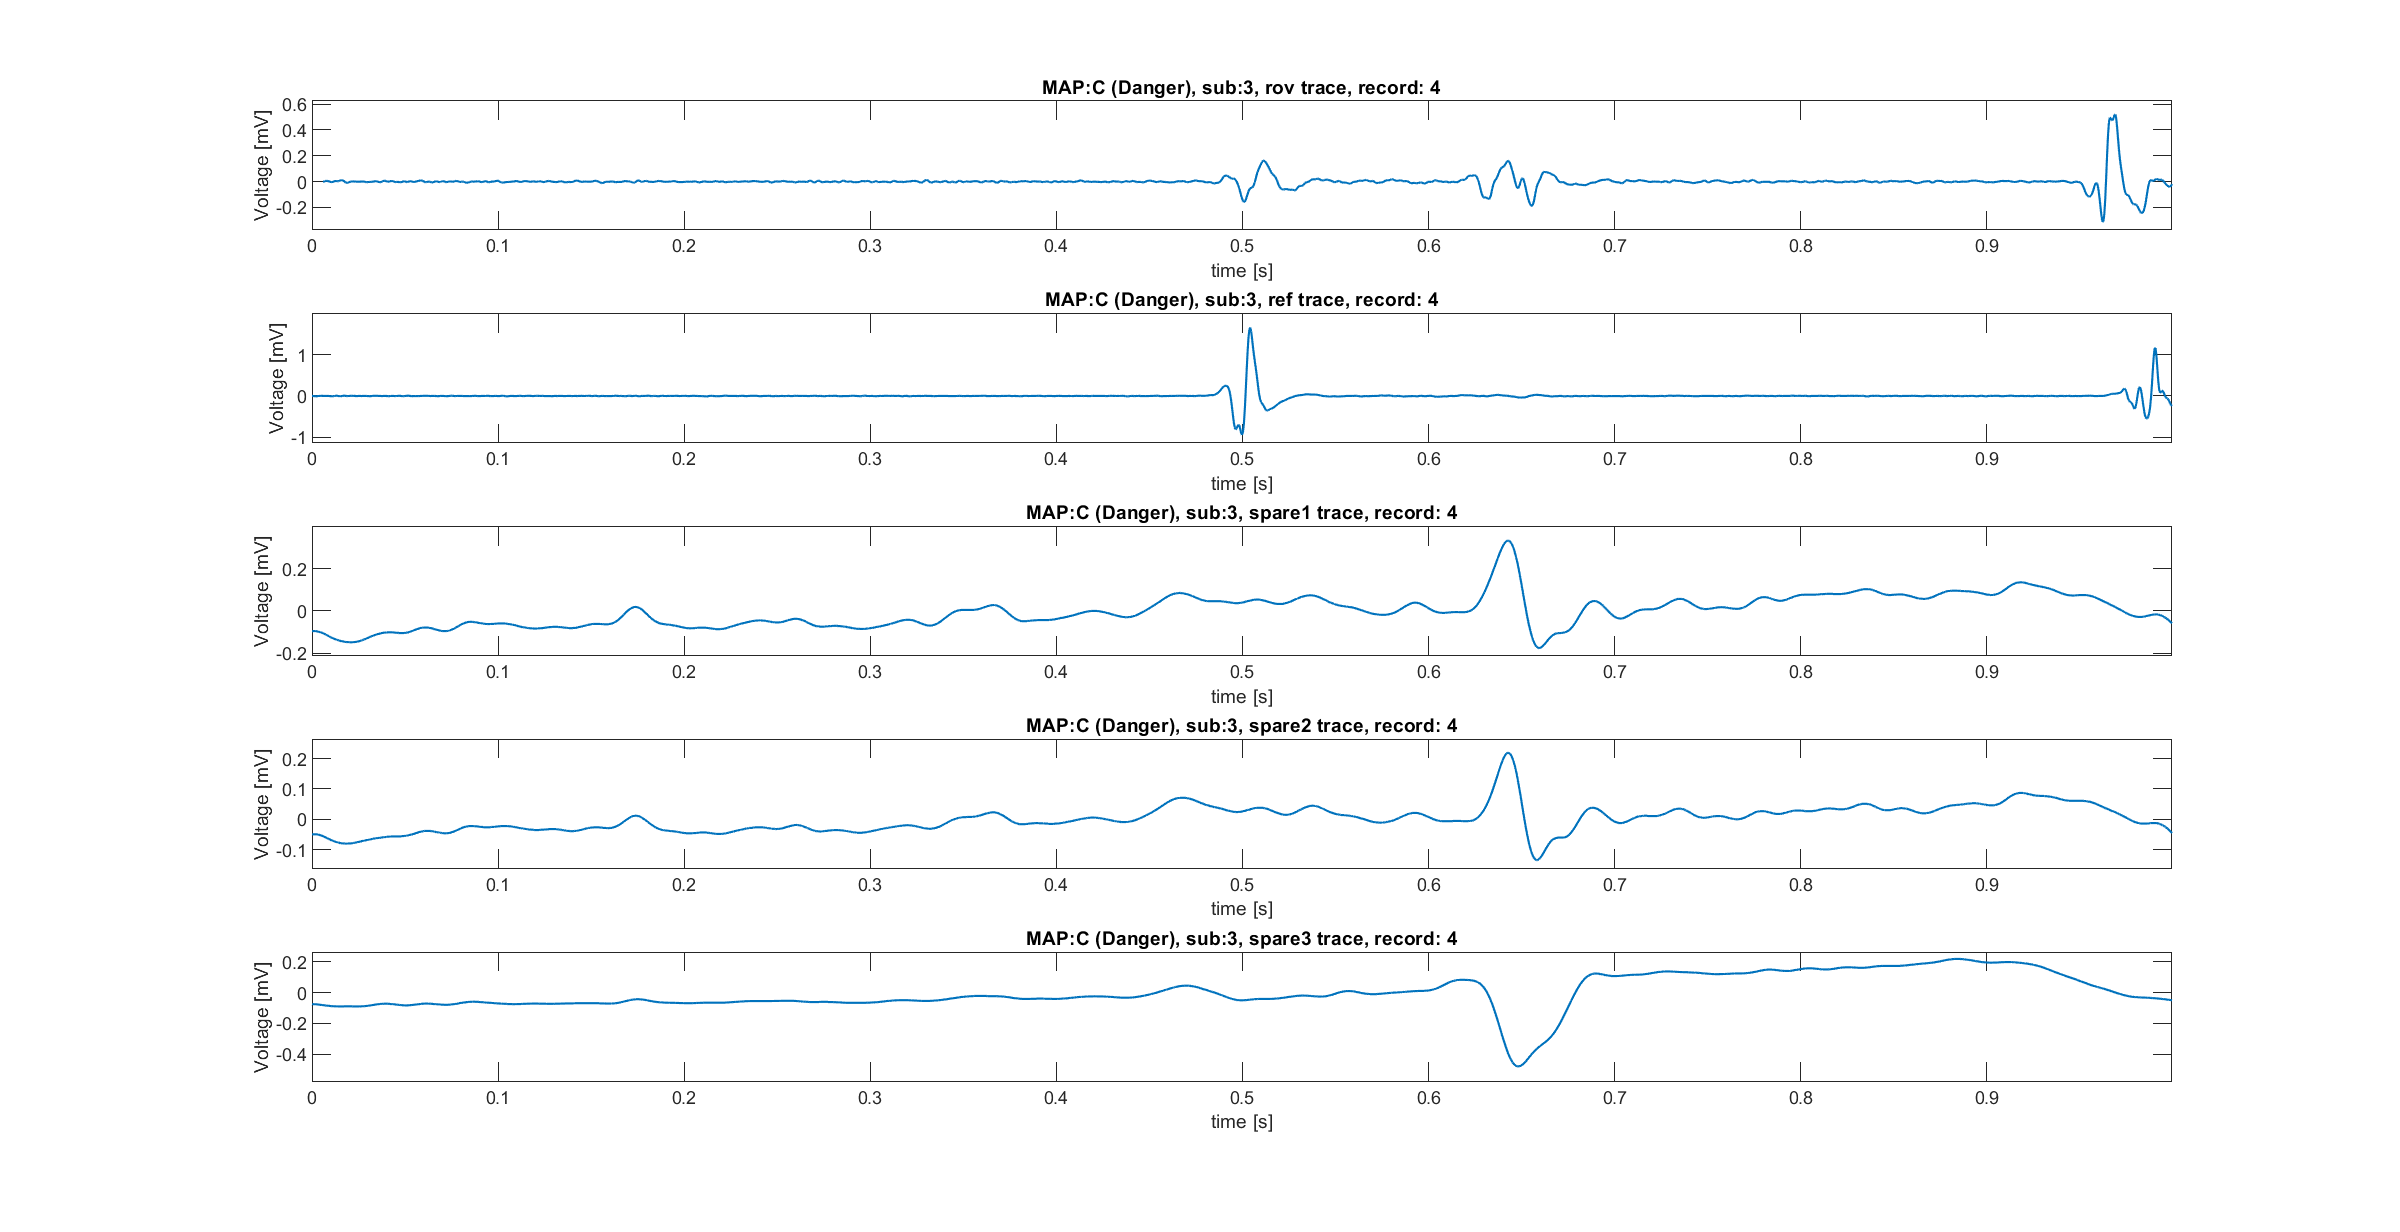 MAP:C (Danger), sub:3, rov trace, record: 4
Voltage [mV]
0.6
0.4
0.2
0
-0.2
0 0.1 0.2 0.3 0.4 0.5 0.6 0.7 0.8 0.9
time [s]
MAP:C (Danger), sub:3, ref trace, record: 4
Voltage [mV]
1
0
-1
0 0.1 0.2 0.3 0.4 0.5 0.6 0.7 0.8 0.9
time [s]
MAP:C (Danger), sub:3, spare1 trace, record: 4
Voltage [mV]
0.2
0
-0.2
0 0.1 0.2 0.3 0.4 0.5 0.6 0.7 0.8 0.9
time [s]
MAP:C (Danger), sub:3, spare2 trace, record: 4
Voltage [mV]
0.2
0.1
0
-0.1
0 0.1 0.2 0.3 0.4 0.5 0.6 0.7 0.8 0.9
time [s]
MAP:C (Danger), sub:3, spare3 trace, record: 4
Voltage [mV]
0.2
0
-0.2
-0.4
0 0.1 0.2 0.3 0.4 0.5 0.6 0.7 0.8 0.9
time [s]